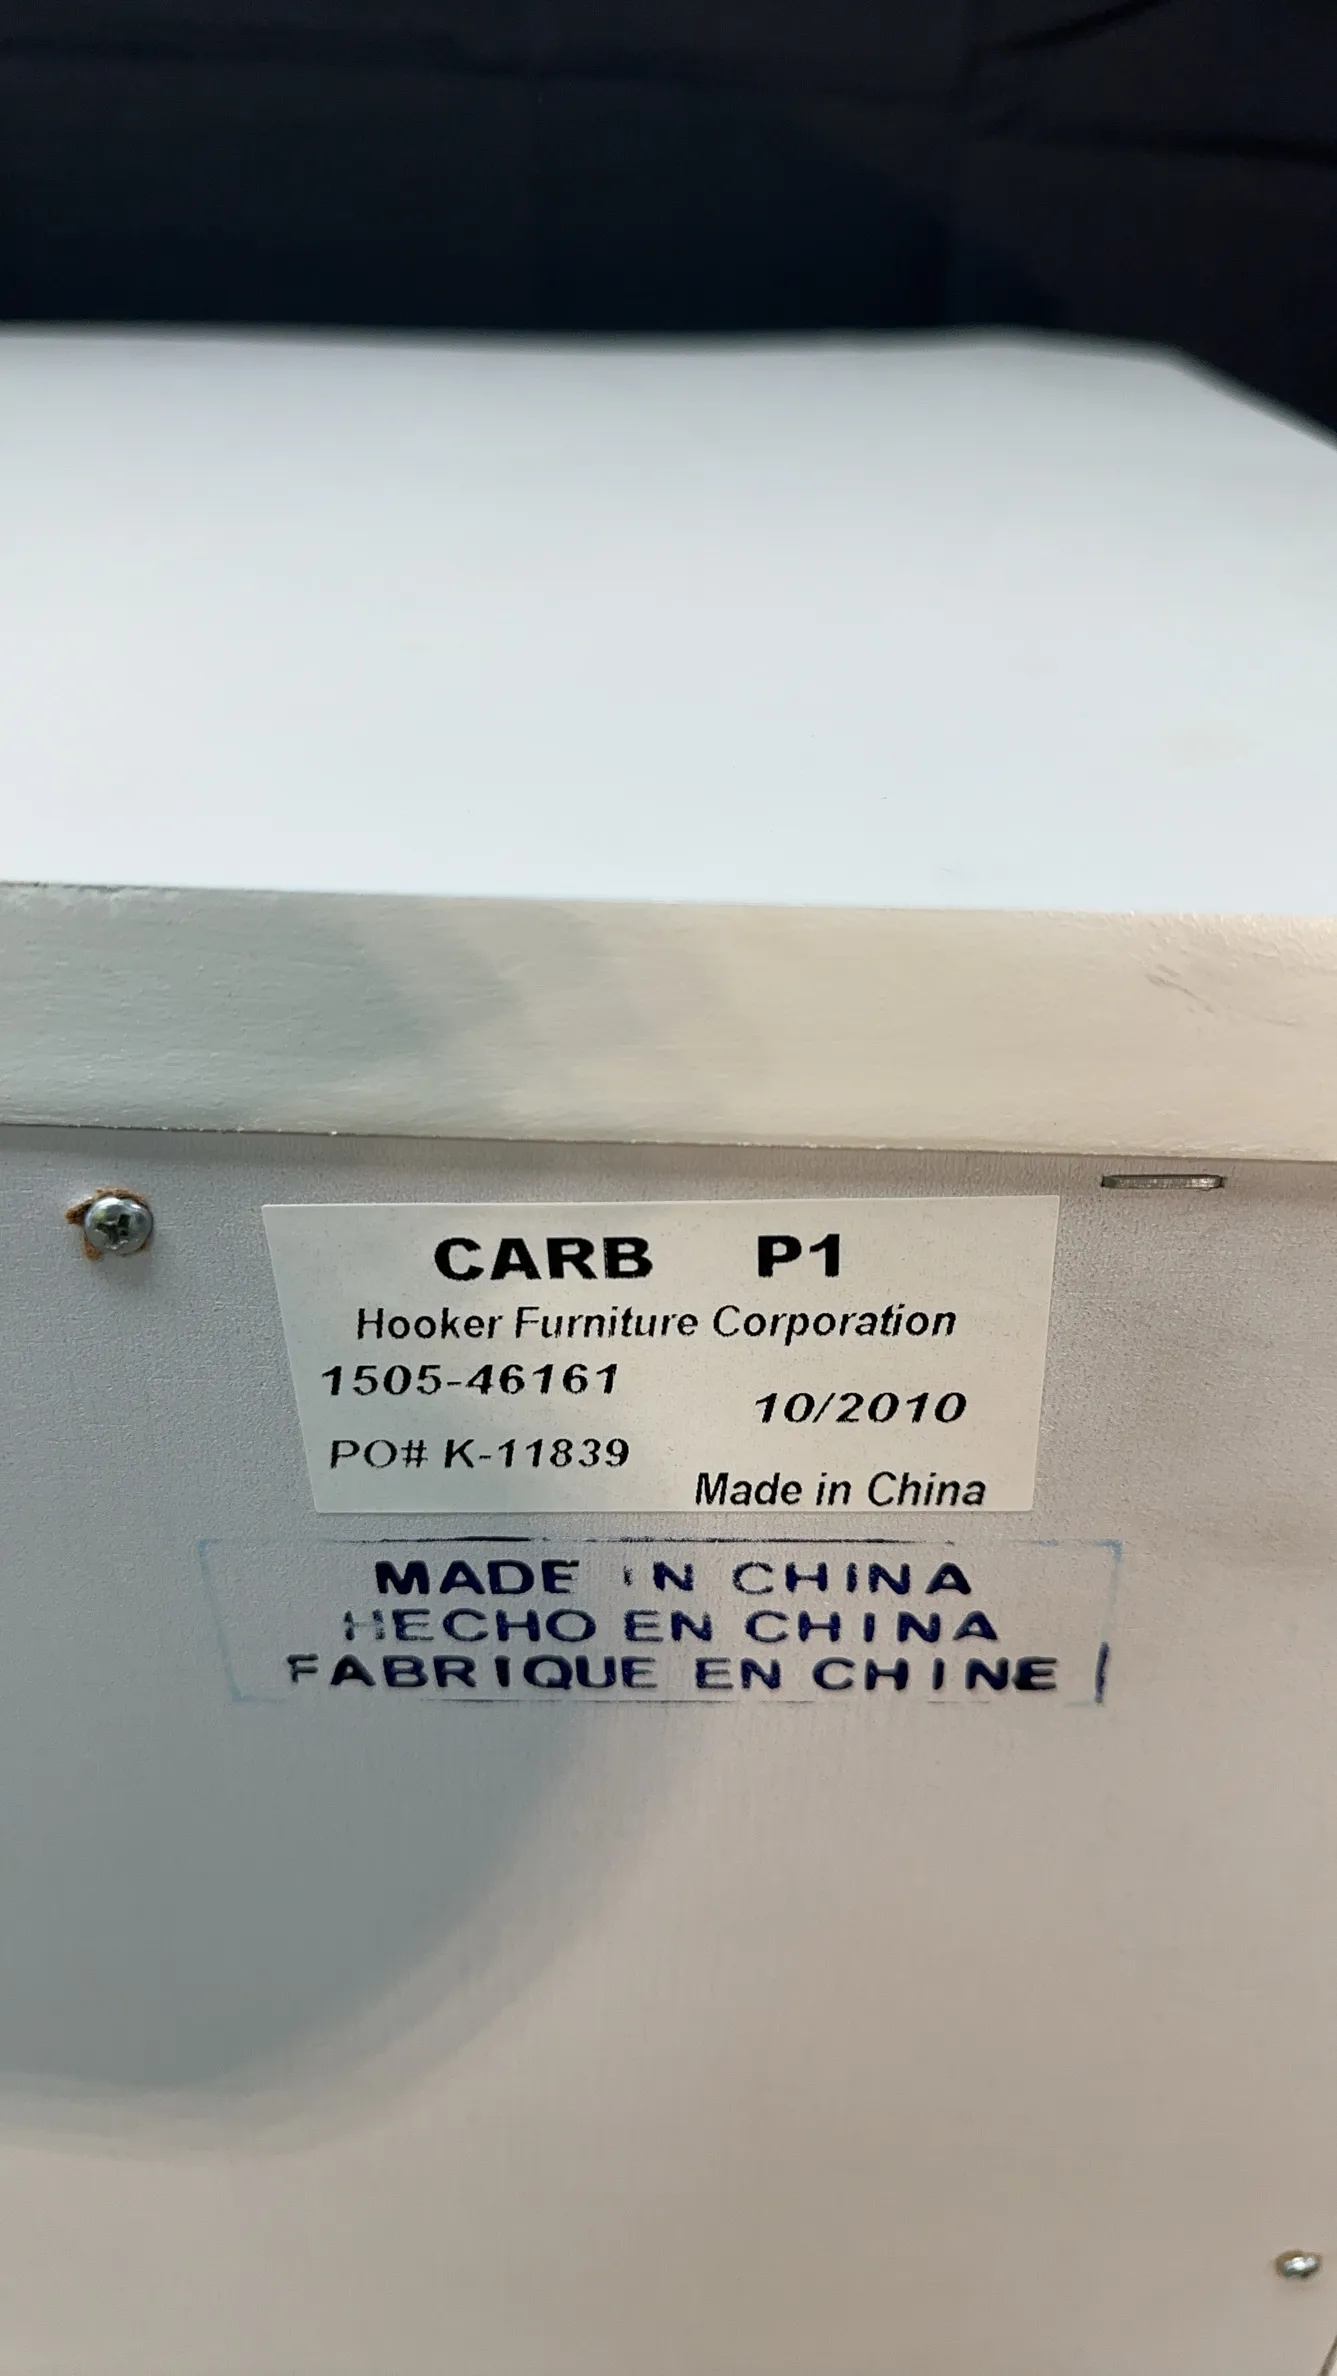 CARB P1
Hooker Furniture Corporation
1505-46161
10/2010
PO# K-11839
Made in China
MADE IN CHINA
HECHO EN CHINA
FABRIQUE EN CHINE